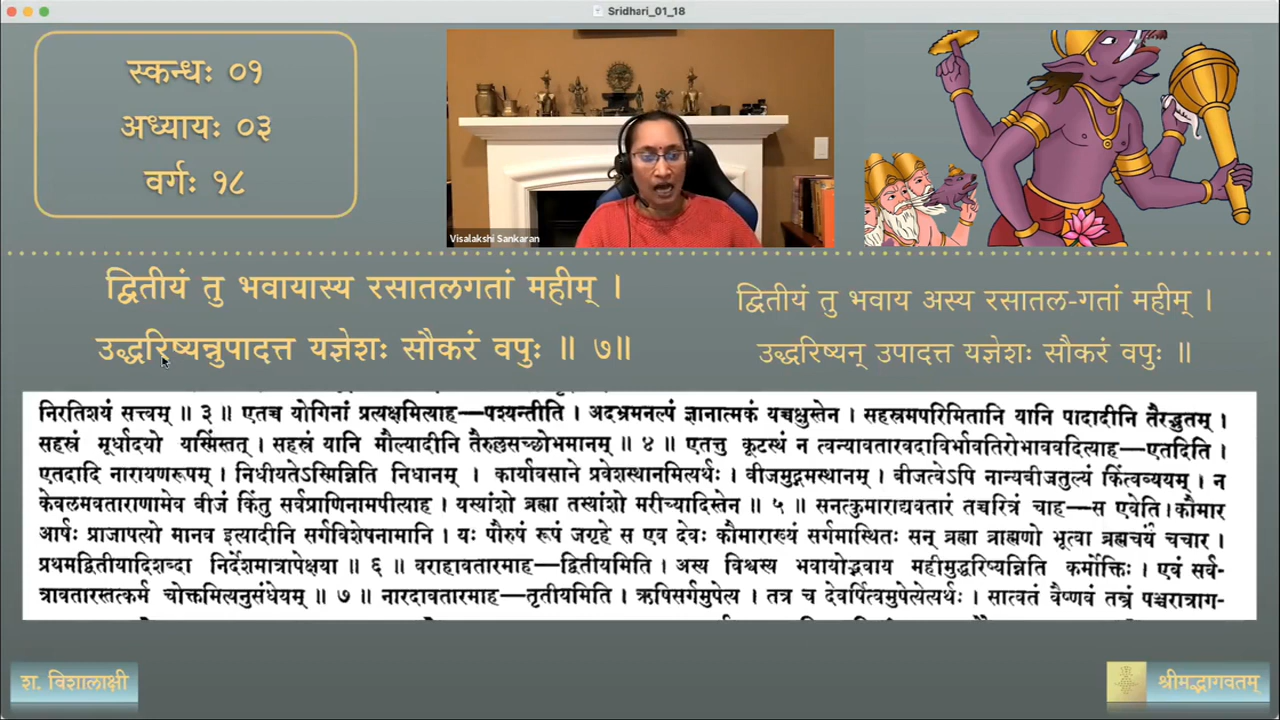 Sridhari_01_18
स्कन्धः ०१
अध्यायः ०३
वर्गः १८
Visalakshi Sankaran
द्वितीयं तु भवायास्य रसातलगतां महीम् ।
उद्धरिष्यन्नुपादत्त यज्ञेशः सौकरं वपुः ॥ ७॥
द्वितीयं तु भवाय अस्य रसातल-गतां महीम् ।
उद्धरिष्यन् उपादत्त यज्ञेशः सौकरं वपुः ॥
निरतिशयं सत्त्वम् ॥ ३ ॥ एतच्च योगिनां प्रत्यक्षमित्याह—पश्यन्तीति । अदभ्रमनल्पं ज्ञानात्मकं यच्चक्षुस्तेन । सहस्रमपरिमितानि यानि पादादीनि तैरद्भुतम् ।
सहस्रं मूर्धादयो यस्मिंस्तत् । सहस्रं यानि मौल्यादीनि तैरुल्लसच्छोभमानम् ॥ ४ ॥ एतत्तु कूटस्थं न त्वन्यावतारवदाविर्भावतिरोभाववदित्याह—एतदिति ।
एतदादि नारायणरूपम् । निधीयतेऽस्मिन्निति निधानम् । कार्यावसाने प्रवेशस्थानमित्यर्थः । बीजमुद्गमस्थानम् । बीजत्वेऽपि नान्यबीजतुल्यं किंत्वव्ययम् । न
केवलमवताराणामेव बीजं किंतु सर्वप्राणिनामपीत्याह । यस्यांशो ब्रह्मा तस्यांशो मरीच्यादिस्तेन ॥ ५ ॥ सनत्कुमाराद्यवतारं तच्चरित्रं चाह—स एवेति । कौमार
आर्षः प्राजापत्यो मानव इत्यादीनि सर्गविशेषनामानि । यः पौरुषं रूपं जगृहे स एव देवः कौमाराख्यं सर्गमास्थितः सन् ब्रह्मा ब्राह्मणो भूत्वा ब्रह्मचर्यं चचार ।
प्रथमद्वितीयादिशब्दा निर्देशमात्रापेक्षया ॥ ६ ॥ वराहावतारमाह—द्वितीयमिति । अस्य विश्वस्य भवायोद्भवाय महीमुद्धरिष्यन्निति कर्मोक्तिः । एवं सर्व-
त्रावतारस्तत्कर्म चोक्तमित्यनुसंधेयम् ॥ ७ ॥ नारदावतारमाह—तृतीयमिति । ऋषिसर्गमुपेत्य । तत्र च देवर्षित्वमुपेत्येत्यर्थः । सात्वतं वैष्णवं तन्त्रं पञ्चरात्राग-
श. विशालाक्षी
श्रीमद्भागवतम्